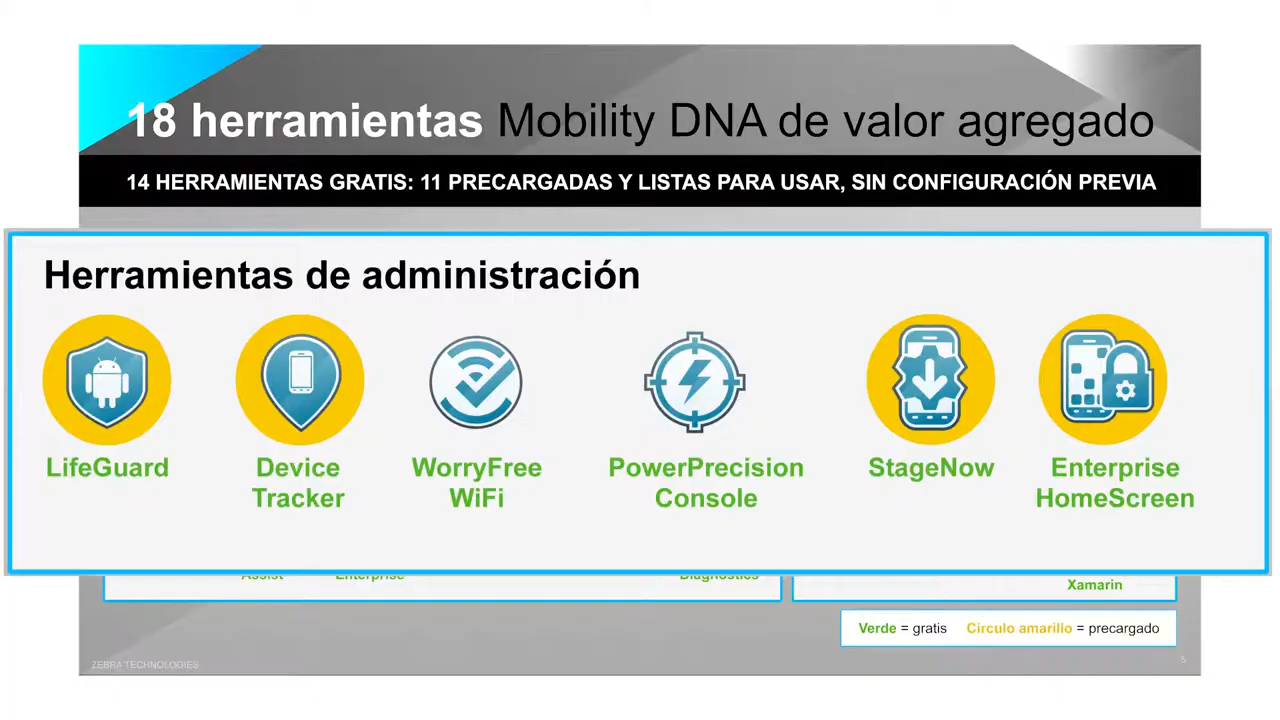 18 herramientas Mobility DNA de valor agregado
14 HERRAMIENTAS GRATIS: 11 PRECARGADAS Y LISTAS PARA USAR, SIN CONFIGURACIÓN PREVIA
Herramientas de administración
LifeGuard
Device
Tracker
WorryFree
WiFi
PowerPrecision
Console
StageNow
Enterprise
HomeScreen
Assist
Enterprise
Diagnostics
Xamarin
Verde = gratis Circulo amarillo = precargado
ZEBRA TECHNOLOGIES
5